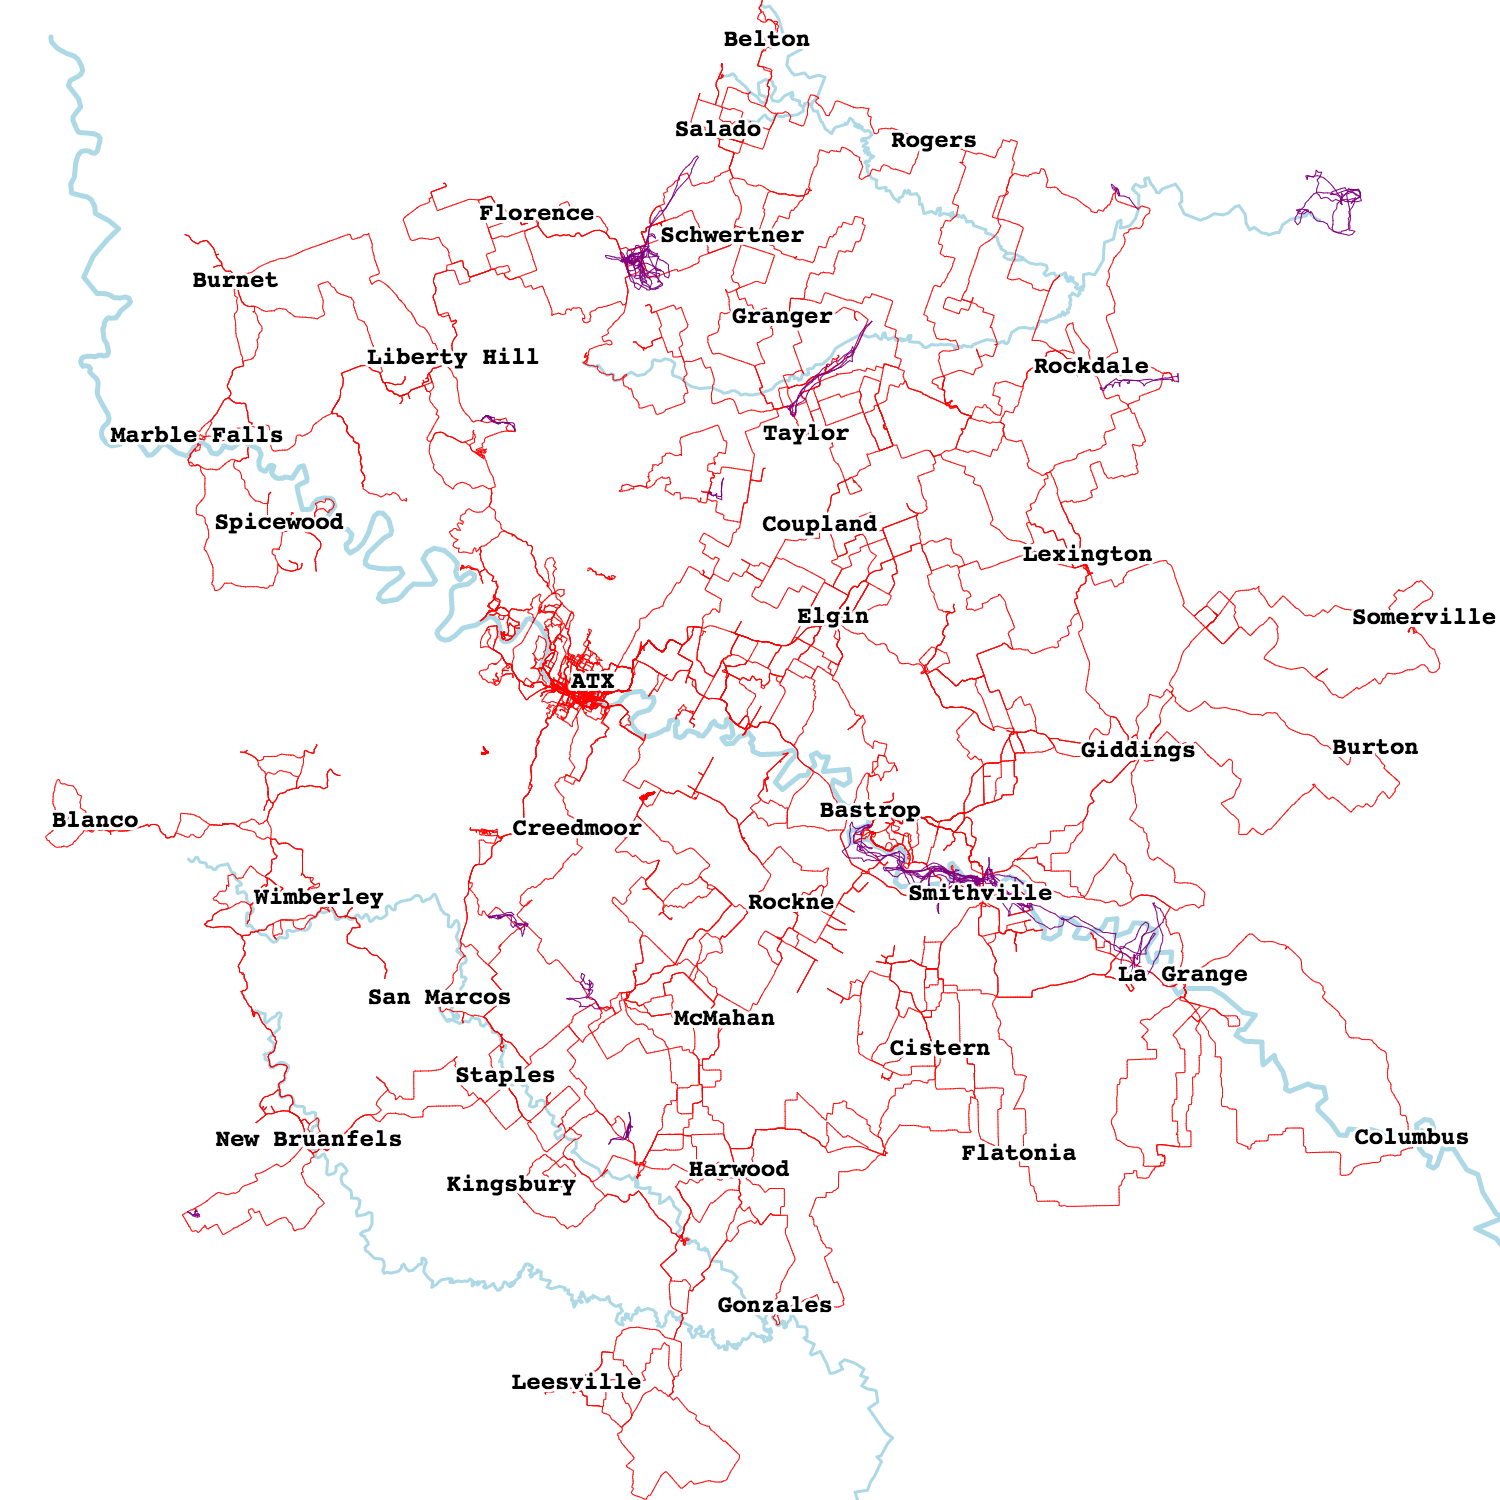 Belton
Salado
Rogers
Florence
Schwertner
Burnet
Granger
Liberty Hill
Rockdale
Marble Falls
Taylor
Spicewood
Coupland
Lexington
Elgin
Somerville
ATX
Burton
Giddings
Bastrop
Blanco
Creedmoor
Smithville
Wimberley
Rockne
La Grange
San Marcos
McMahan
Cistern
Staples
Columbus
New Bruanfels
Flatonia
Harwood
Kingsbury
Gonzales
Leesville